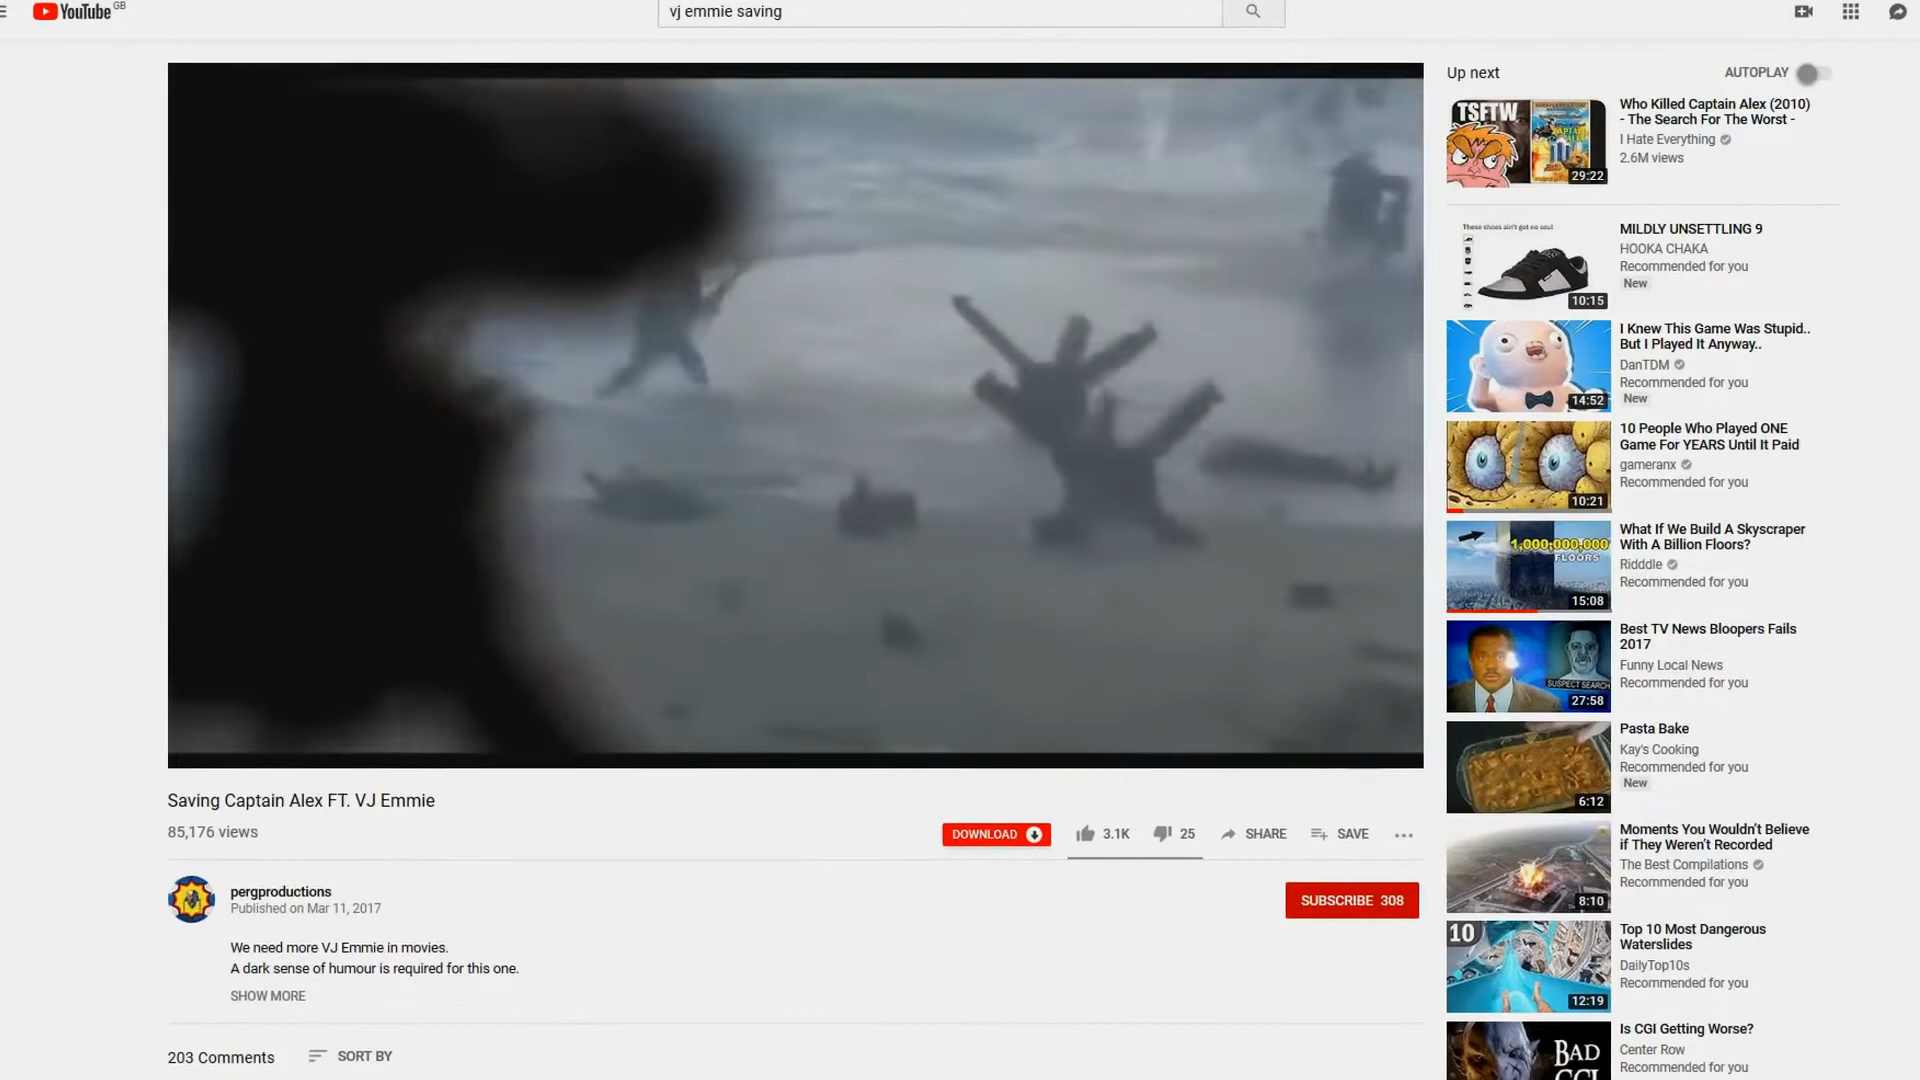 YouTube GB
vj emmie saving
Saving Captain Alex FT. VJ Emmie
85,176 views
DOWNLOAD
3.1K
25
SHARE
SAVE
pergproductions
Published on Mar 11, 2017
SUBSCRIBE 308
We need more VJ Emmie in movies.
A dark sense of humour is required for this one.
SHOW MORE
203 Comments
SORT BY
Up next
AUTOPLAY
TSFTW
29:22
Who Killed Captain Alex (2010)
- The Search For The Worst -
I Hate Everything
2.6M views
These shoes ain't got no soul
10:15
MILDLY UNSETTLING 9
HOOKA CHAKA
Recommended for you
New
14:52
I Knew This Game Was Stupid..
But I Played It Anyway..
DanTDM
Recommended for you
New
10:21
10 People Who Played ONE
Game For YEARS Until It Paid
gameranx
Recommended for you
1,000,000,000
FLOORS
15:08
What If We Build A Skyscraper
With A Billion Floors?
Ridddle
Recommended for you
SUSPECT SEARCH
27:58
Best TV News Bloopers Fails
2017
Funny Local News
Recommended for you
6:12
Pasta Bake
Kay's Cooking
Recommended for you
New
8:10
Moments You Wouldn't Believe
if They Weren't Recorded
The Best Compilations
Recommended for you
10
12:19
Top 10 Most Dangerous
Waterslides
DailyTop10s
Recommended for you
BAD
CGI
Is CGI Getting Worse?
Center Row
Recommended for you